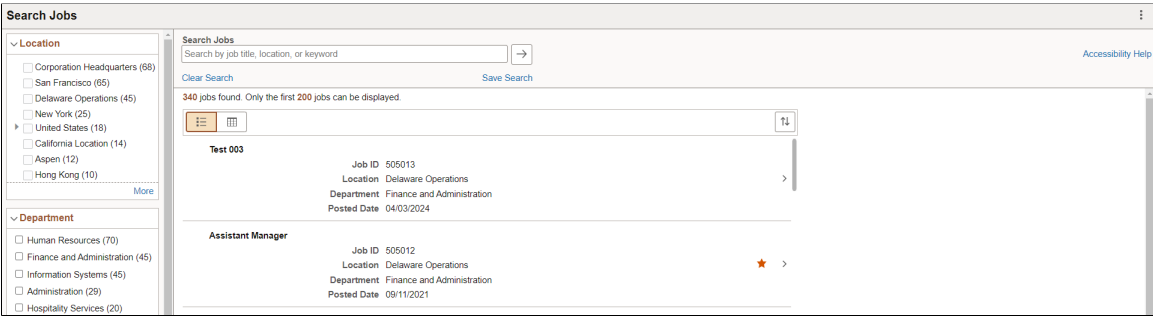 Search Jobs
Location
Corporation Headquarters (68)
San Francisco (65)
Delaware Operations (45)
New York (25)
United States (18)
California Location (14)
Aspen (12)
Hong Kong (10)
More
Department
Human Resources (70)
Finance and Administration (45)
Information Systems (45)
Administration (29)
Hospitality Services (20)
Search Jobs
Search by job title, location, or keyword
Accessibility Help
Clear Search Save Search
340 jobs found. Only the first 200 jobs can be displayed.
Test 003
Job ID 505013
Location Delaware Operations
Department Finance and Administration
Posted Date 04/03/2024
Assistant Manager
Job ID 505012
Location Delaware Operations
Department Finance and Administration
Posted Date 09/11/2021